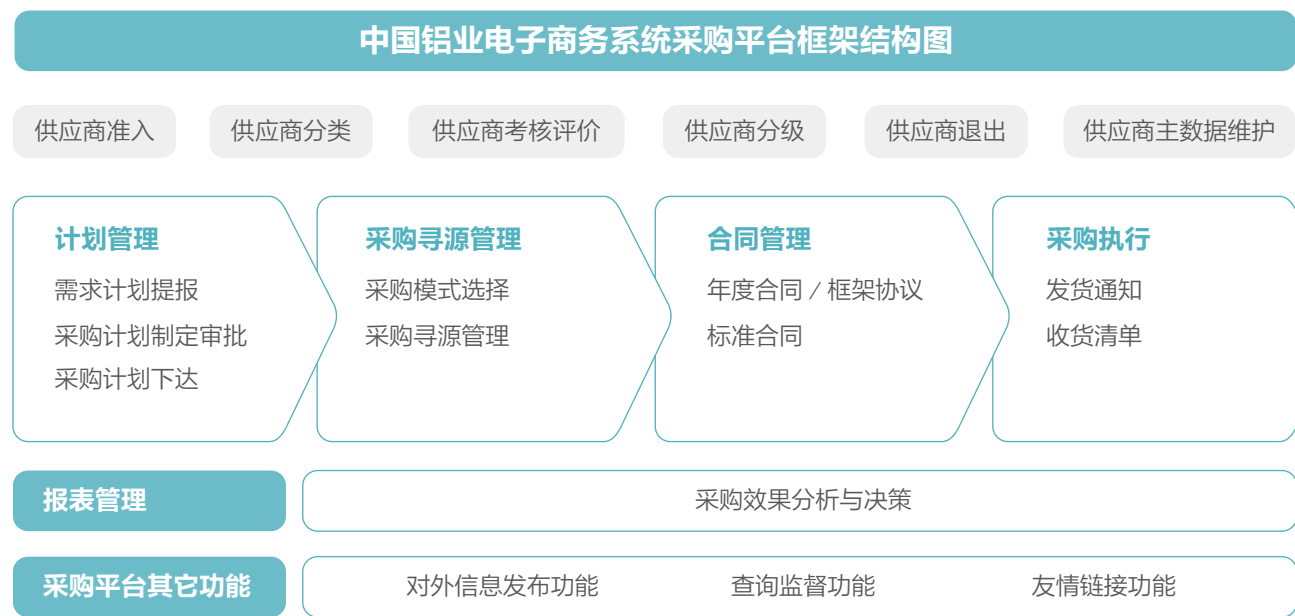 中国铝业电子商务系统采购平台框架结构图
供应商准入
供应商分类
供应商考核评价
供应商分级
供应商退出
供应商主数据维护
计划管理
需求计划提报
采购计划制定审批
采购计划下达
采购寻源管理
采购模式选择
采购寻源管理
合同管理
年度合同 / 框架协议
标准合同
采购执行
发货通知
收货清单
报表管理
采购效果分析与决策
采购平台其它功能
对外信息发布功能
查询监督功能
友情链接功能